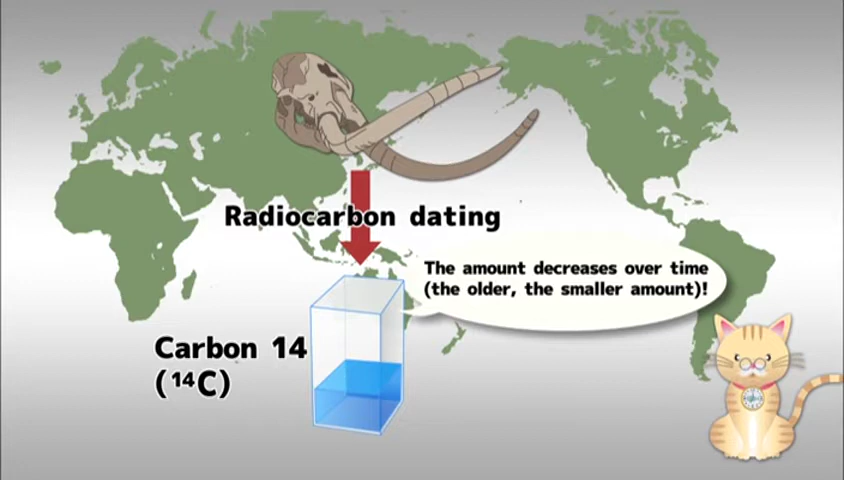 Radiocarbon dating
The amount decreases over time
(the older, the smaller amount)!
Carbon 14
(¹⁴C)